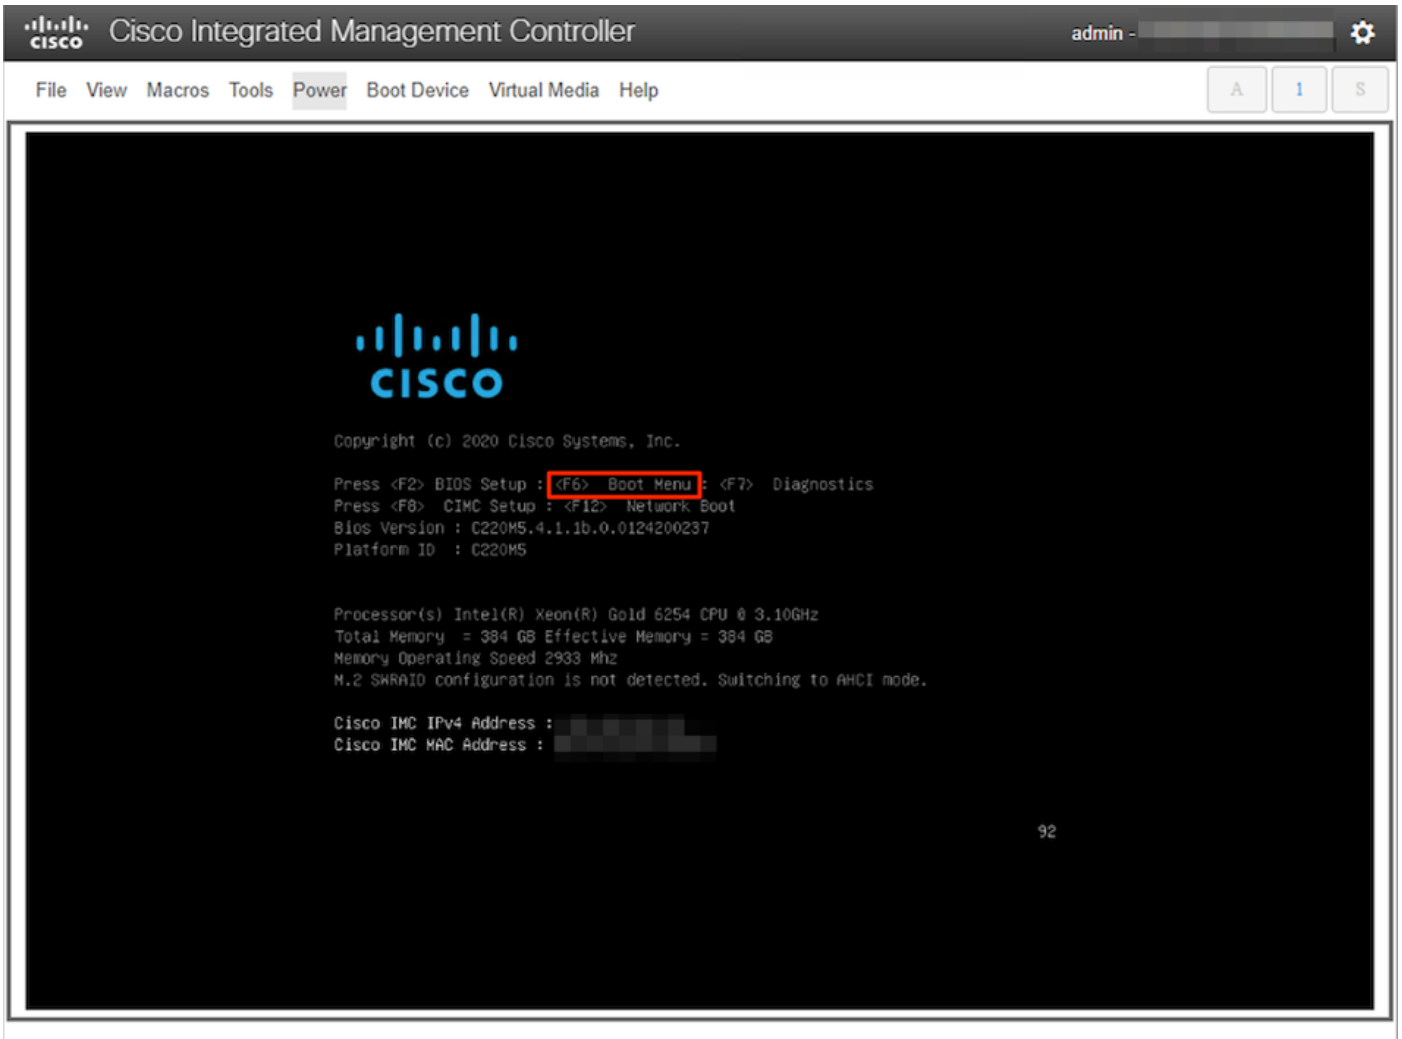 CISCO Cisco Integrated Management Controller admin -
File View Macros Tools Power Boot Device Virtual Media Help A 1 S
CISCO
Copyright (c) 2020 Cisco Systems, Inc.
Press <F2> BIOS Setup : <F6> Boot Menu : <F7> Diagnostics
Press <F8> CIMC Setup : <F12> Network Boot
Bios Version : C220M5.4.1.1b.0.0124200237
Platform ID : C220M5
Processor(s) Intel(R) Xeon(R) Gold 6254 CPU @ 3.10GHz
Total Memory = 384 GB Effective Memory = 384 GB
Memory Operating Speed 2933 Mhz
M.2 SWRAID configuration is not detected. Switching to AHCI mode.
Cisco IMC IPv4 Address :
Cisco IMC MAC Address :
92